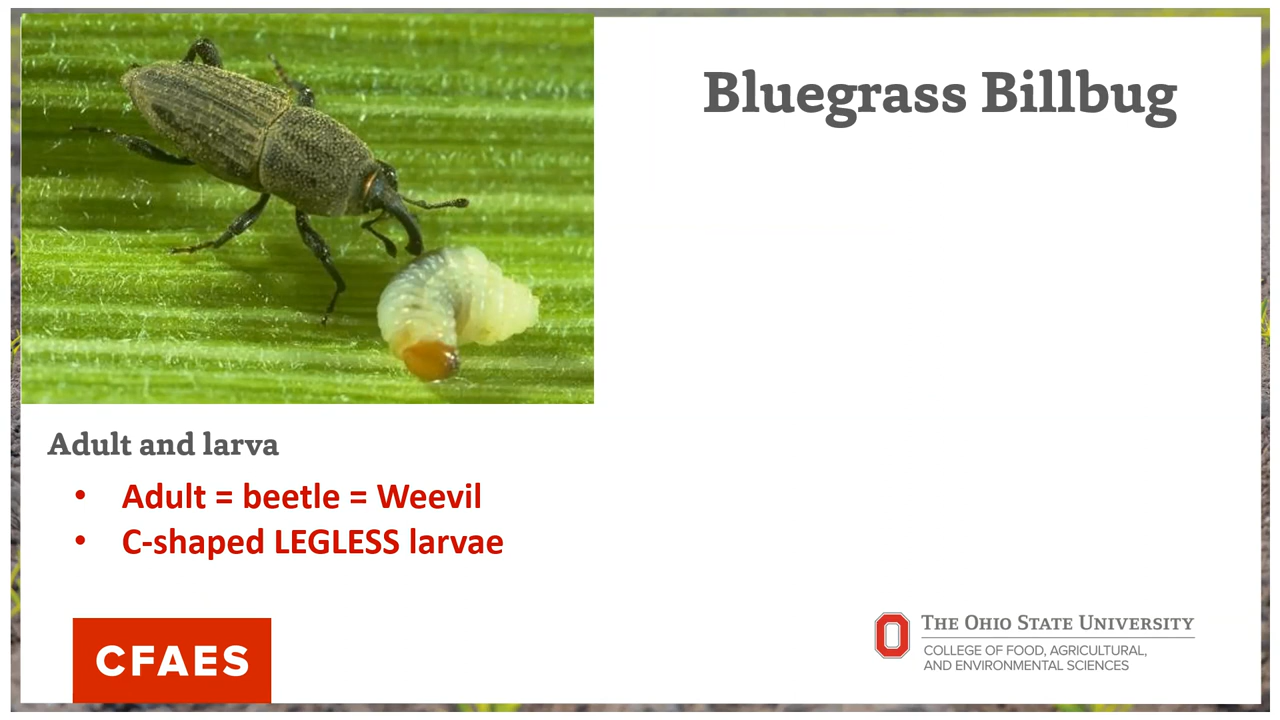 Bluegrass Billbug
Adult and larva
• Adult = beetle = Weevil
• C-shaped LEGLESS larvae
CFAES
THE OHIO STATE UNIVERSITY
COLLEGE OF FOOD, AGRICULTURAL,
AND ENVIRONMENTAL SCIENCES